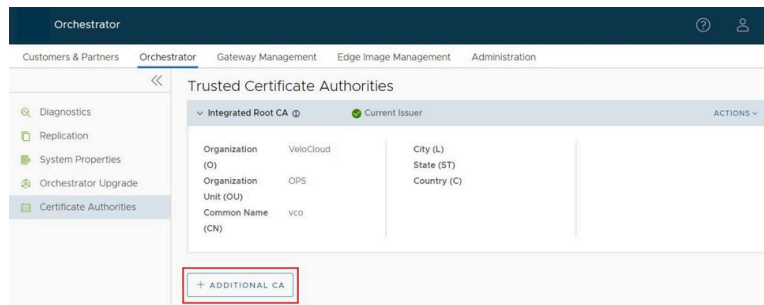 Orchestrator
Customers & Partners Orchestrator Gateway Management Edge Image Management Administration
Trusted Certificate Authorities
Diagnostics
Replication
System Properties
Orchestrator Upgrade
Certificate Authorities
Integrated Root CA Current Issuer ACTIONS
Organization (O) VeloCloud
Organization Unit (OU) OPS
Common Name (CN) vco
City (L)
State (ST)
Country (C)
+ ADDITIONAL CA